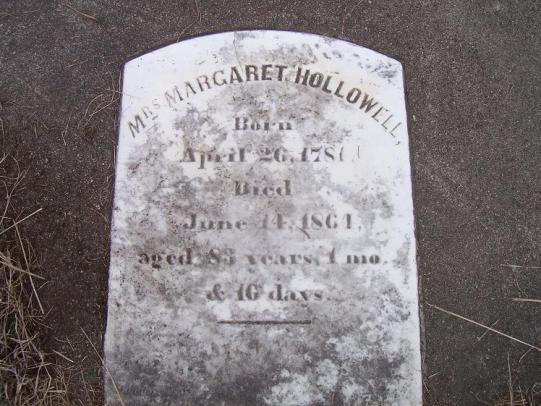 MRS MARGARET HOLLOWELL,
Born
April 26, 1781
Died
June 14, 1864,
aged 83 years, 1 mo.
& 16 days.